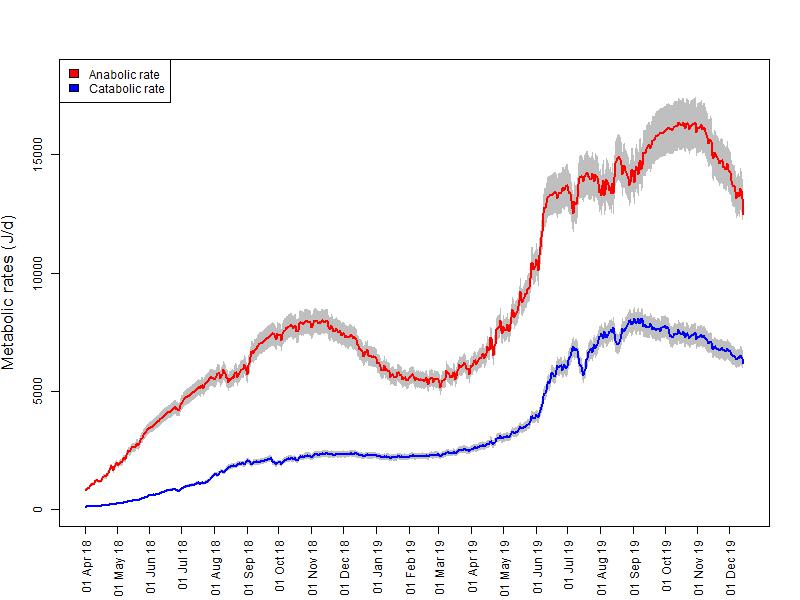 Anabolic rate
Catabolic rate
Metabolic rates (J/d)
15000
10000
5000
0
01 Apr 18
01 May 18
01 Jun 18
01 Jul 18
01 Aug 18
01 Sep 18
01 Oct 18
01 Nov 18
01 Dec 18
01 Jan 19
01 Feb 19
01 Mar 19
01 Apr 19
01 May 19
01 Jun 19
01 Jul 19
01 Aug 19
01 Sep 19
01 Oct 19
01 Nov 19
01 Dec 19